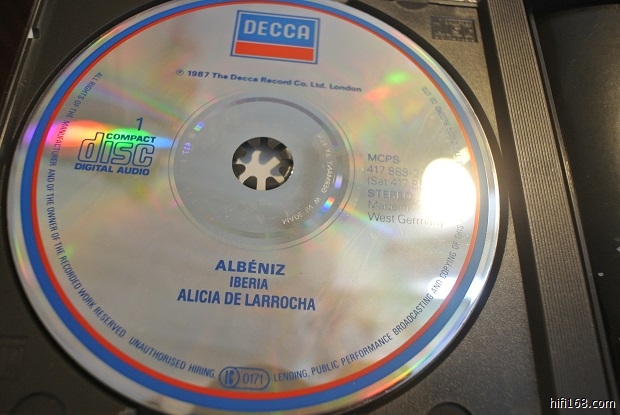 DECCA
℗ 1987 The Decca Record Co. Ltd. London
1
COMPACT
disc
DIGITAL AUDIO
MCPS
STEREO
Made
West Germany
ALBÉNIZ
IBERIA
ALICIA DE LARROCHA
ALL RIGHTS OF THE MANUFACTURER AND OF THE OWNER OF THE RECORDED WORK RESERVED. UNAUTHORISED HIRING, LENDING, PUBLIC PERFORMANCE, BROADCASTING AND COPYING OF THIS
0171
hifi168.com